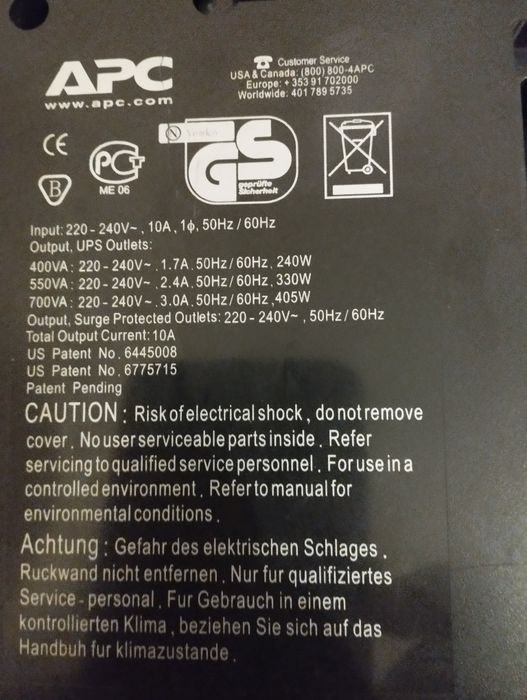 APC
www.apc.com
Customer Service
USA & Canada: (800) 800-4APC
Europe: + 353 91 702000
Worldwide: 401 789 5735
CE
B
PCT
ME 06
GS
geprüfte
Sicherheit
Input: 220 - 240V~ , 10A, 1ϕ, 50Hz / 60Hz
Output, UPS Outlets:
400VA : 220 - 240V~ . 1.7A .50Hz / 60Hz, 240W
550VA : 220 - 240V~ . 2.4A .50Hz / 60Hz , 330W
700VA : 220 - 240V~ . 3.0A .50Hz / 60Hz ,405W
Output, Surge Protected Outlets: 220 - 240V~ , 50Hz / 60Hz
Total Output Current: 10A
US Patent No . 6445008
US Patent No . 6775715
Patent Pending
CAUTION : Risk of electrical shock , do not remove
cover . No user serviceable parts inside . Refer
servicing to qualified service personnel . For use in a
controlled environment . Refer to manual for
environmental conditions .
Achtung : Gefahr des elektrischen Schlages .
Ruckwand nicht entfernen . Nur fur qualifiziertes
Service - personal . Fur Gebrauch in einem
kontrollierten Klima , beziehen Sie sich auf das
Handbuh fur klimazustande .